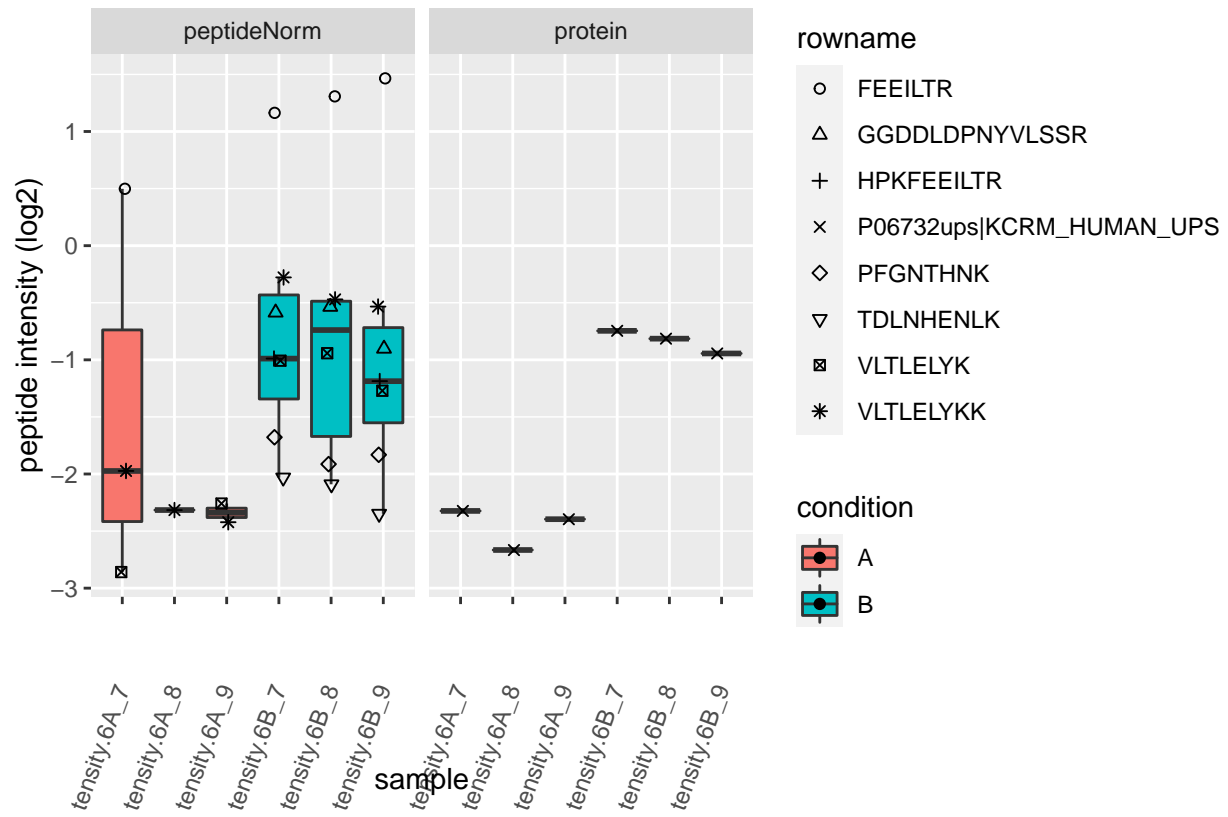 peptideNorm
protein
peptide intensity (log2)
1
0
−1
−2
−3
tensity.6A_7
tensity.6A_8
tensity.6A_9
tensity.6B_7
tensity.6B_8
tensity.6B_9
tensity.6A_7
tensity.6A_8
tensity.6A_9
tensity.6B_7
tensity.6B_8
tensity.6B_9
sample
rowname
FEEILTR
GGDDLDPNYVLSSR
HPKFEEILTR
P06732ups|KCRM_HUMAN_UPS
PFGNTHNK
TDLNHENLK
VLTLELYK
VLTLELYKK
condition
A
B